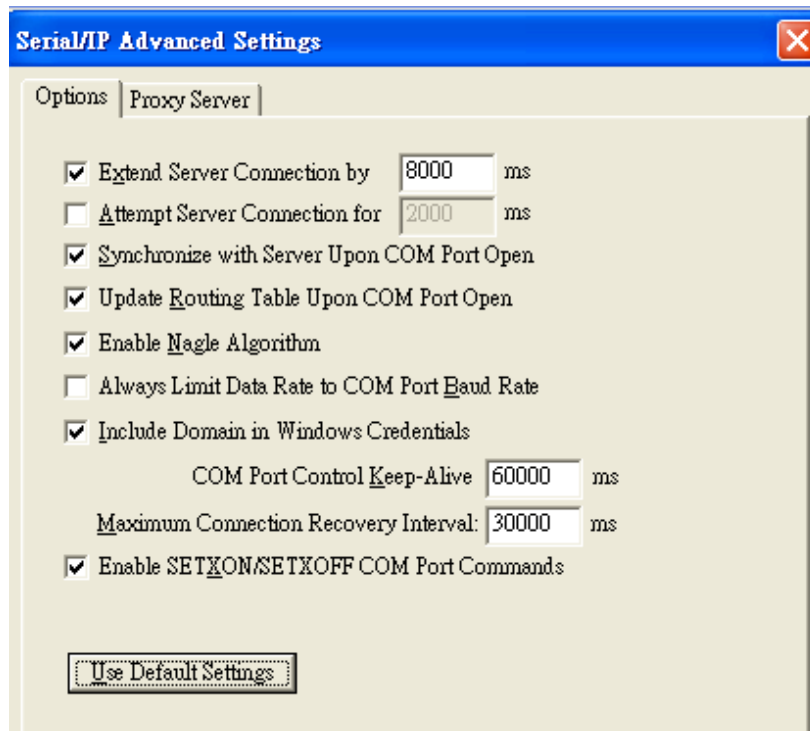 Serial/IP Advanced Settings
Options Proxy Server
Extend Server Connection by 8000 ms
Attempt Server Connection for 2000 ms
Synchronize with Server Upon COM Port Open
Update Routing Table Upon COM Port Open
Enable Nagle Algorithm
Always Limit Data Rate to COM Port Baud Rate
Include Domain in Windows Credentials
COM Port Control Keep-Alive 60000 ms
Maximum Connection Recovery Interval: 30000 ms
Enable SETXON/SETXOFF COM Port Commands
Use Default Settings